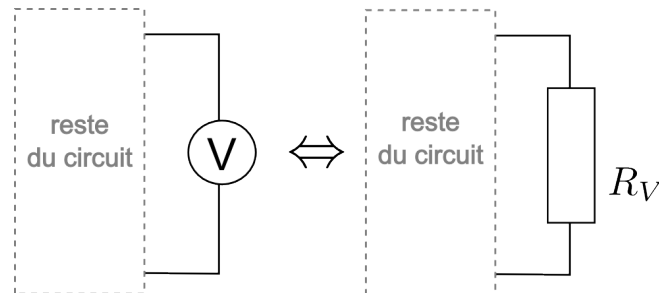 reste
du circuit
V
⇔
reste
du circuit
R_V